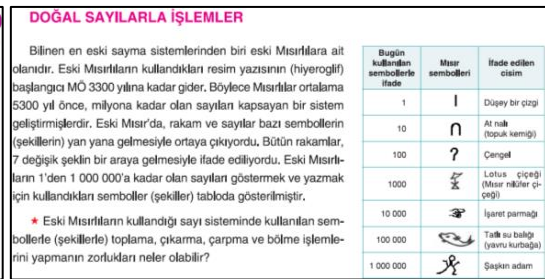 DOĞAL SAYILARLA İŞLEMLER
Bilinen en eski sayma sistemlerinden biri eski Mısırlılara ait
olanıdır. Eski Mısırlıların kullandıkları resim yazısının (hiyeroglif)
başlangıcı MÖ 3300 yılına kadar gider. Böylece Mısırlılar ortalama
5300 yıl önce, milyona kadar olan sayıları kapsayan bir sistem
geliştirmişlerdir. Eski Mısır'da, rakam ve sayılar bazı sembollerin
(şekillerin) yan yana gelmesiyle ortaya çıkıyordu. Bütün rakamlar,
7 değişik şeklin bir araya gelmesiyle ifade ediliyordu. Eski Mısırlı-
ların 1'den 1 000 000'a kadar olan sayıları göstermek ve yazmak
için kullandıkları semboller (şekiller) tabloda gösterilmiştir.
★ Eski Mısırlıların kullandığı sayı sisteminde kullanılan sem-
bollerle (şekillerle) toplama, çıkarma, çarpma ve bölme işlemle-
rini yapmanın zorlukları neler olabilir?
Bugün
kullanılan
sembollerle
ifade
Mısır
sembolleri
İfade edilen
cisim
1
Düşey bir çizgi
10
At nalı
(topuk kemiği)
100
Çengel
1000
Lotus çiçeği
(Mısır nilüfer çi-
çeği)
10 000
İşaret parmağı
100 000
Tatlı su balığı
(yavru kurbağa)
1 000 000
Şaşkın adam